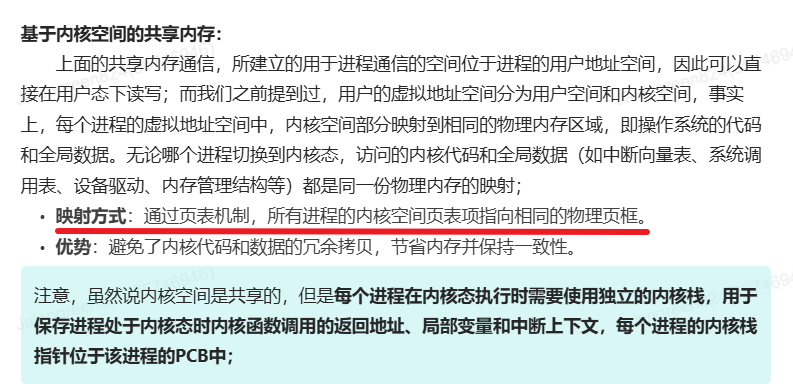 基于内核空间的共享内存：
上面的共享内存通信，所建立的用于进程通信的空间位于进程的用户地址空间，因此可以直
接在用户态下读写；而我们之前提到过，用户的虚拟地址空间分为用户空间和内核空间，事实
上，每个进程的虚拟地址空间中，内核空间部分映射到相同的物理内存区域，即操作系统的代码
和全局数据。无论哪个进程切换到内核态，访问的内核代码和全局数据（如中断向量表、系统调
用表、设备驱动、内存管理结构等）都是同一份物理内存的映射；
• 映射方式：通过页表机制，所有进程的内核空间页表项指向相同的物理页框。
• 优势：避免了内核代码和数据的冗余拷贝，节省内存并保持一致性。
注意，虽然说内核空间是共享的，但是每个进程在内核态执行时需要使用独立的内核栈，用于
保存进程处于内核态时内核函数调用的返回地址、局部变量和中断上下文，每个进程的内核栈
指针位于该进程的PCB中；